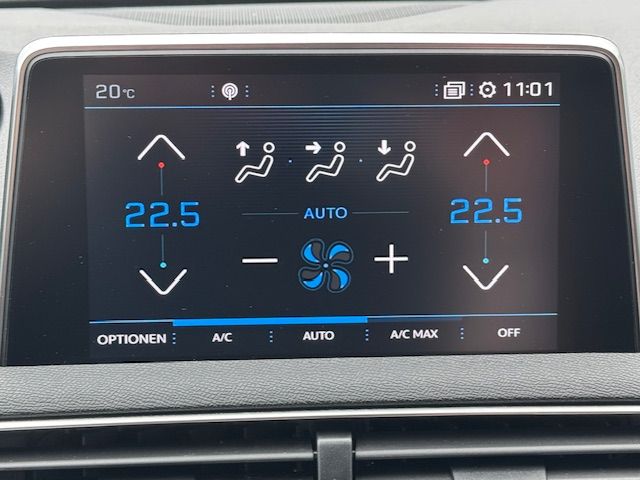 20°C 11:01
22.5 22.5
AUTO
OPTIONEN A/C AUTO A/C MAX OFF